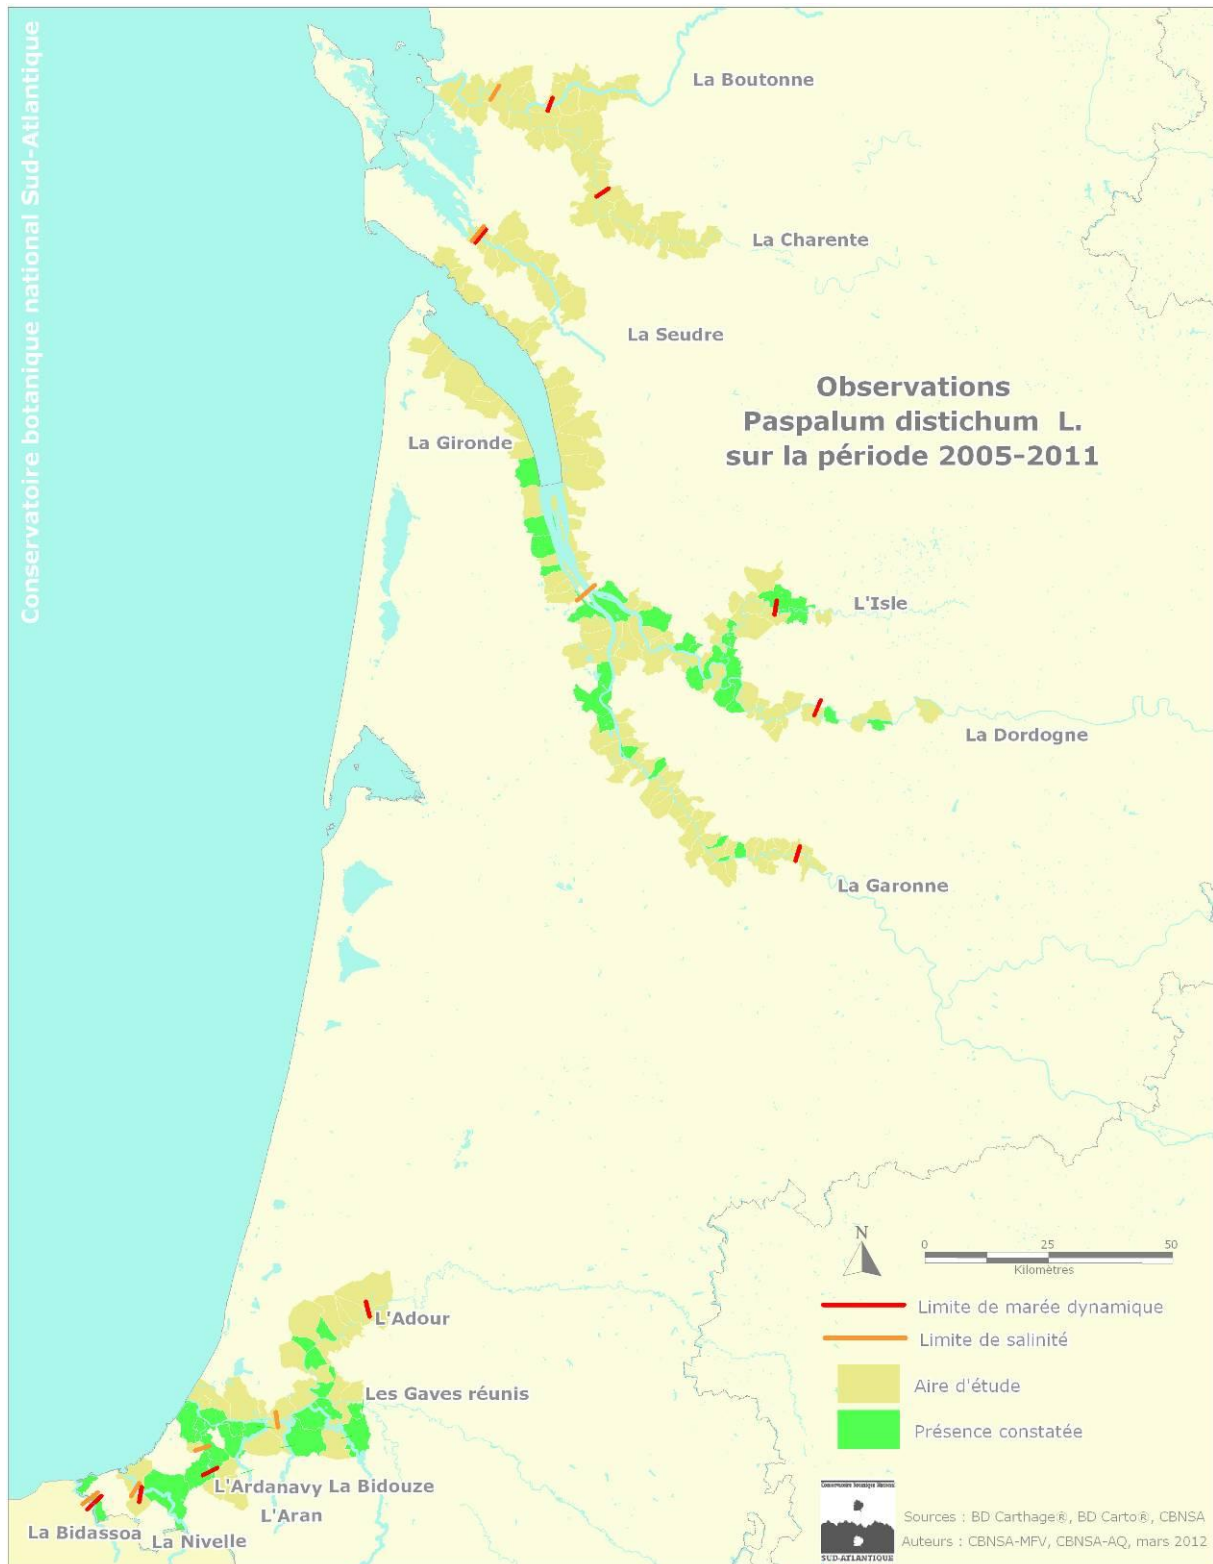 Conservatoire botanique national Sud-Atlantique
La Boutonne
La Charente
La Seudre
Observations
Paspalum distichum L.
sur la période 2005-2011
La Gironde
L'Isle
La Dordogne
La Garonne
N
0 25 50
Kilomètres
Limite de marée dynamique
Limite de salinité
Aire d'étude
Présence constatée
L'Adour
Les Gaves réunis
L'Ardanavy
La Bidouze
L'Aran
La Bidassoa
La Nivelle
SUD-ATLANTIQUE
Sources : BD Carthage®, BD Carto®, CBNSA
Auteurs : CBNSA-MFV, CBNSA-AQ, mars 2012